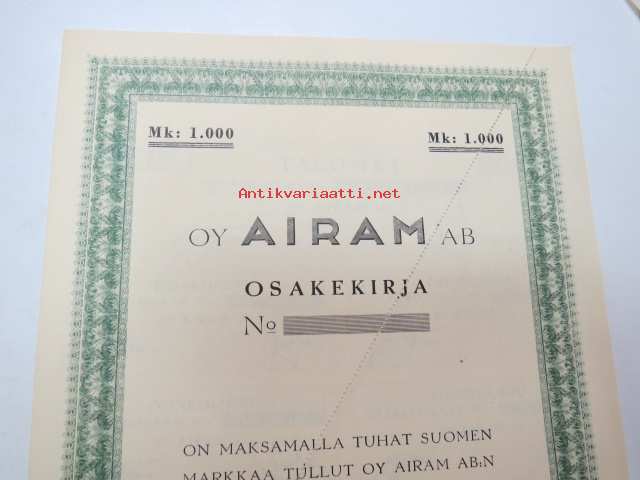 Mk: 1.000
Mk: 1.000
Antikvariaatti.net
OY AIRAM AB
OSAKEKIRJA
No
ON MAKSAMALLA TUHAT SUOMEN
MARKKAA TULLUT OY AIRAM AB:N